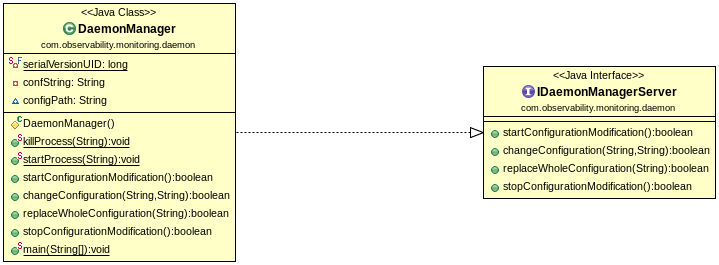 <<Java Class>>
DaemonManager
com.observability.monitoring.daemon
serialVersionUID: long
confString: String
configPath: String
DaemonManager()
killProcess(String):void
startProcess(String):void
startConfigurationModification():boolean
changeConfiguration(String,String):boolean
replaceWholeConfiguration(String):boolean
stopConfigurationModification():boolean
main(String[]):void
<<Java Interface>>
IDaemonManagerServer
com.observability.monitoring.daemon
startConfigurationModification():boolean
changeConfiguration(String,String):boolean
replaceWholeConfiguration(String):boolean
stopConfigurationModification():boolean